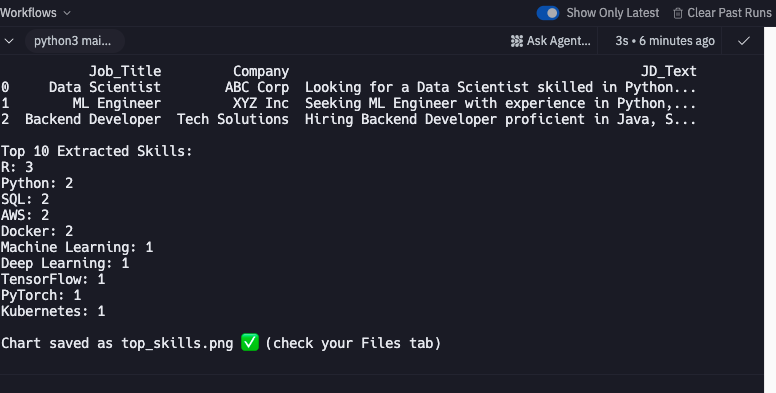 Workflows
Show Only Latest
Clear Past Runs
python3 mai...
Ask Agent...
3s • 6 minutes ago
Job_Title Company JD_Text
0 Data Scientist ABC Corp Looking for a Data Scientist skilled in Python...
1 ML Engineer XYZ Inc Seeking ML Engineer with experience in Python,...
2 Backend Developer Tech Solutions Hiring Backend Developer proficient in Java, S...
Top 10 Extracted Skills:
R: 3
Python: 2
SQL: 2
AWS: 2
Docker: 2
Machine Learning: 1
Deep Learning: 1
TensorFlow: 1
PyTorch: 1
Kubernetes: 1
Chart saved as top_skills.png ✅ (check your Files tab)